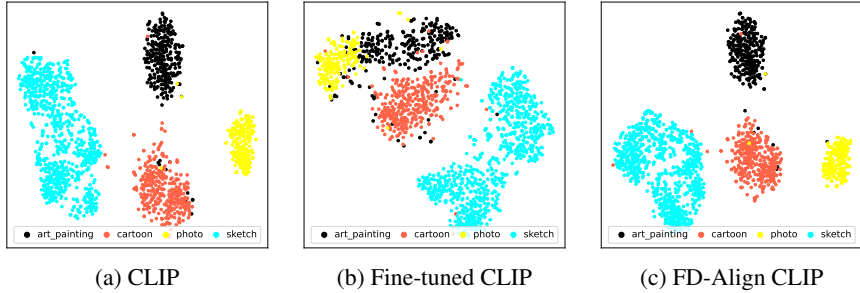 art_painting cartoon photo sketch
art_painting cartoon photo sketch
art_painting cartoon photo sketch
(a) CLIP
(b) Fine-tuned CLIP
(c) FD-Align CLIP